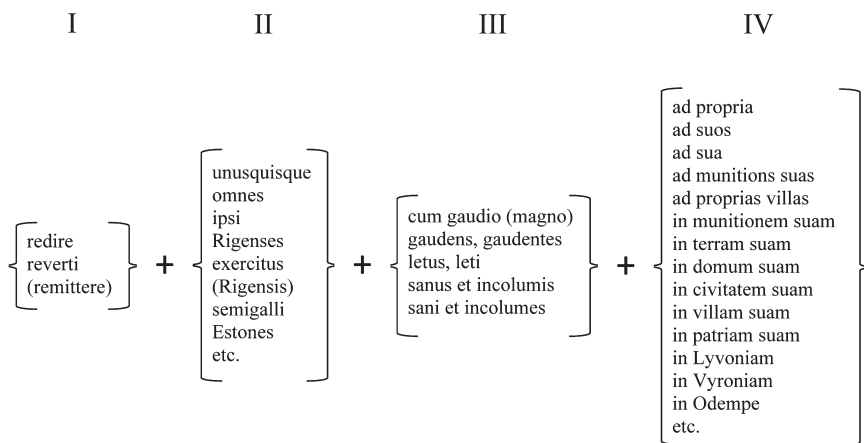 I II III IV
redire
reverti
(remittere)
+
unusquisque
omnes
ipsi
Rigenses
exercitus
(Rigensis)
semigalli
Estones
etc.
+
cum gaudio (magno)
gaudens, gaudentes
letus, leti
sanus et incolumis
sani et incolumes
+
ad propria
ad suos
ad sua
ad munitions suas
ad proprias villas
in munitionem suam
in terram suam
in domum suam
in civitatem suam
in villam suam
in patriam suam
in Lyvoniam
in Vyroniam
in Odempe
etc.